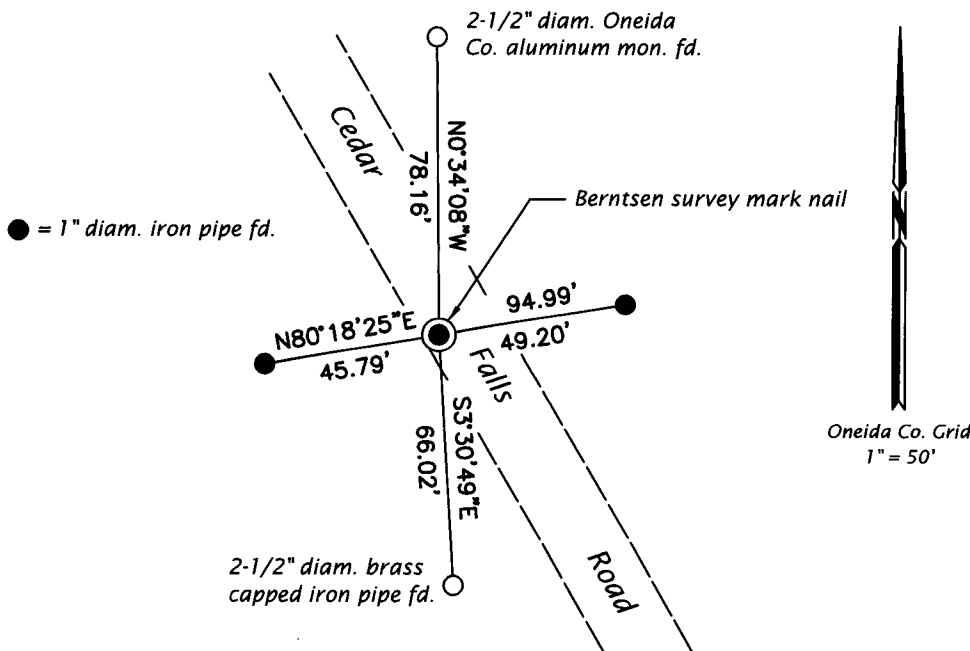 2-1/2" diam. Oneida
Co. aluminum mon. fd.
Cedar
N0°34'08"W
78.16'
Berntsen survey mark nail
= 1" diam. iron pipe fd.
N80°18'25"E
45.79'
94.99'
49.20'
Falls
N
Oneida Co. Grid
1" = 50'
S3°30'49"E
66.02'
2-1/2" diam. brass
capped iron pipe fd.
Road